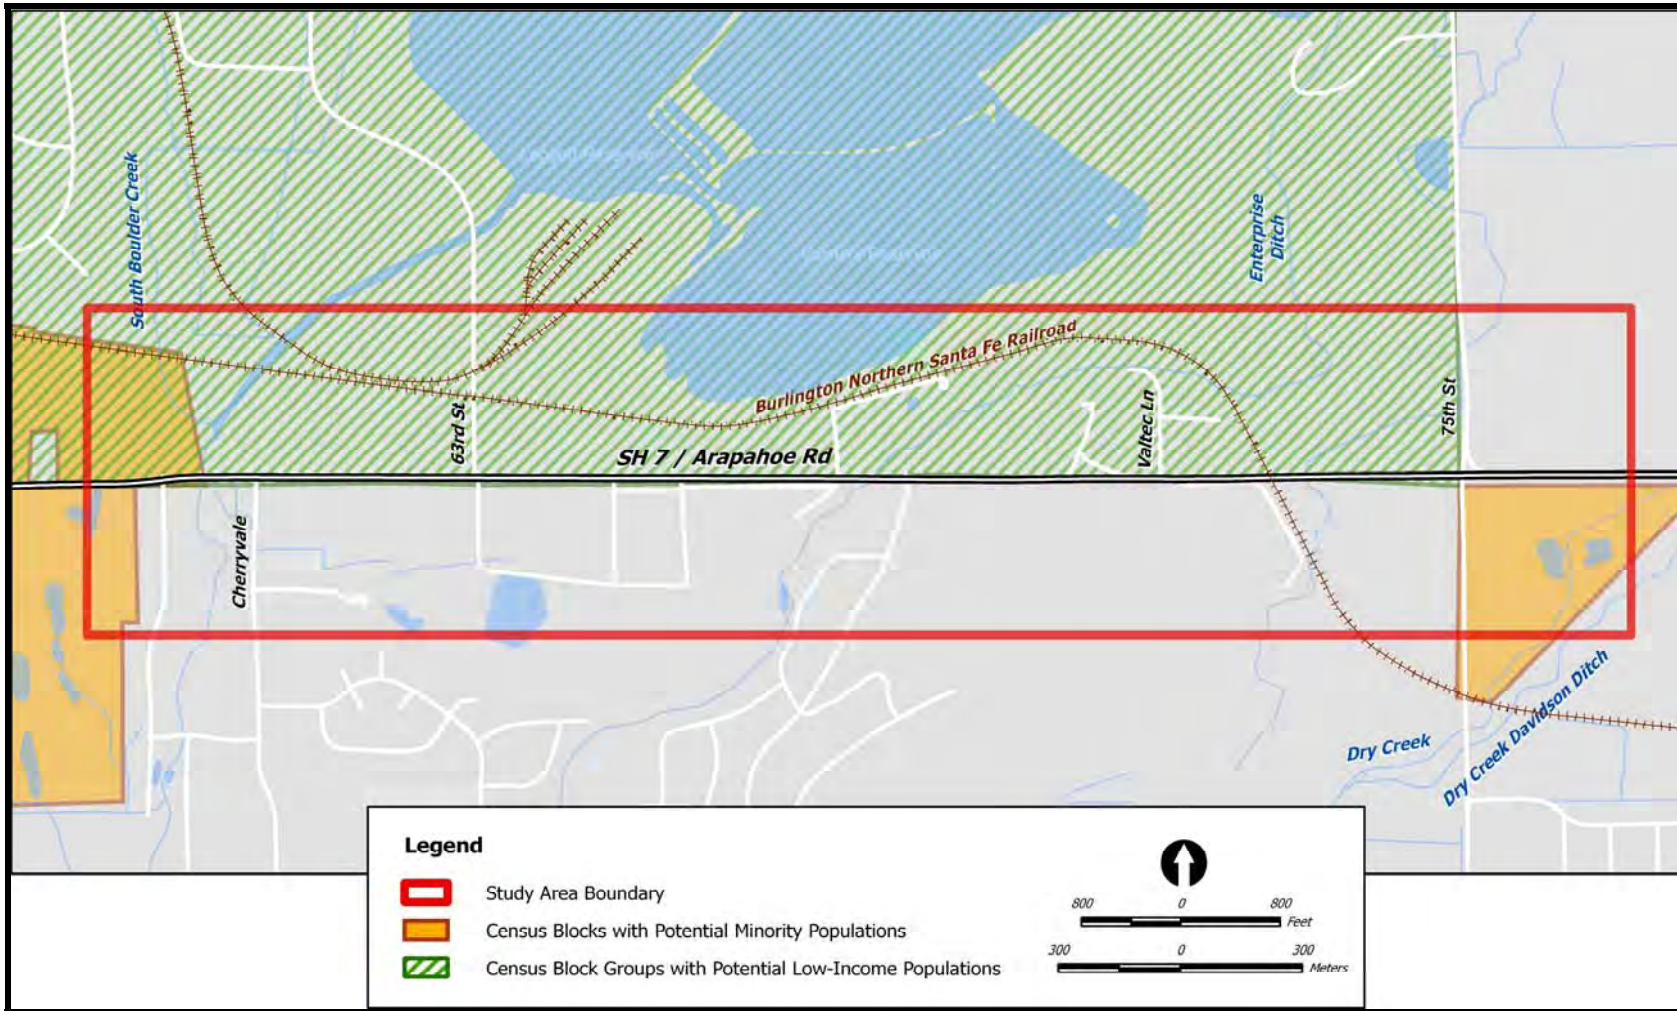 South Boulder Creek
Enterprise
Ditch
Burlington Northern Santa Fe Railroad
63rd St
Valtec Ln
75th St
SH 7 / Arapahoe Rd
Cherryvale
Dry Creek
Dry Creek Davidson Ditch
Legend
Study Area Boundary
Census Blocks with Potential Minority Populations
Census Block Groups with Potential Low-Income Populations
800 0 800
Feet
300 0 300
Meters